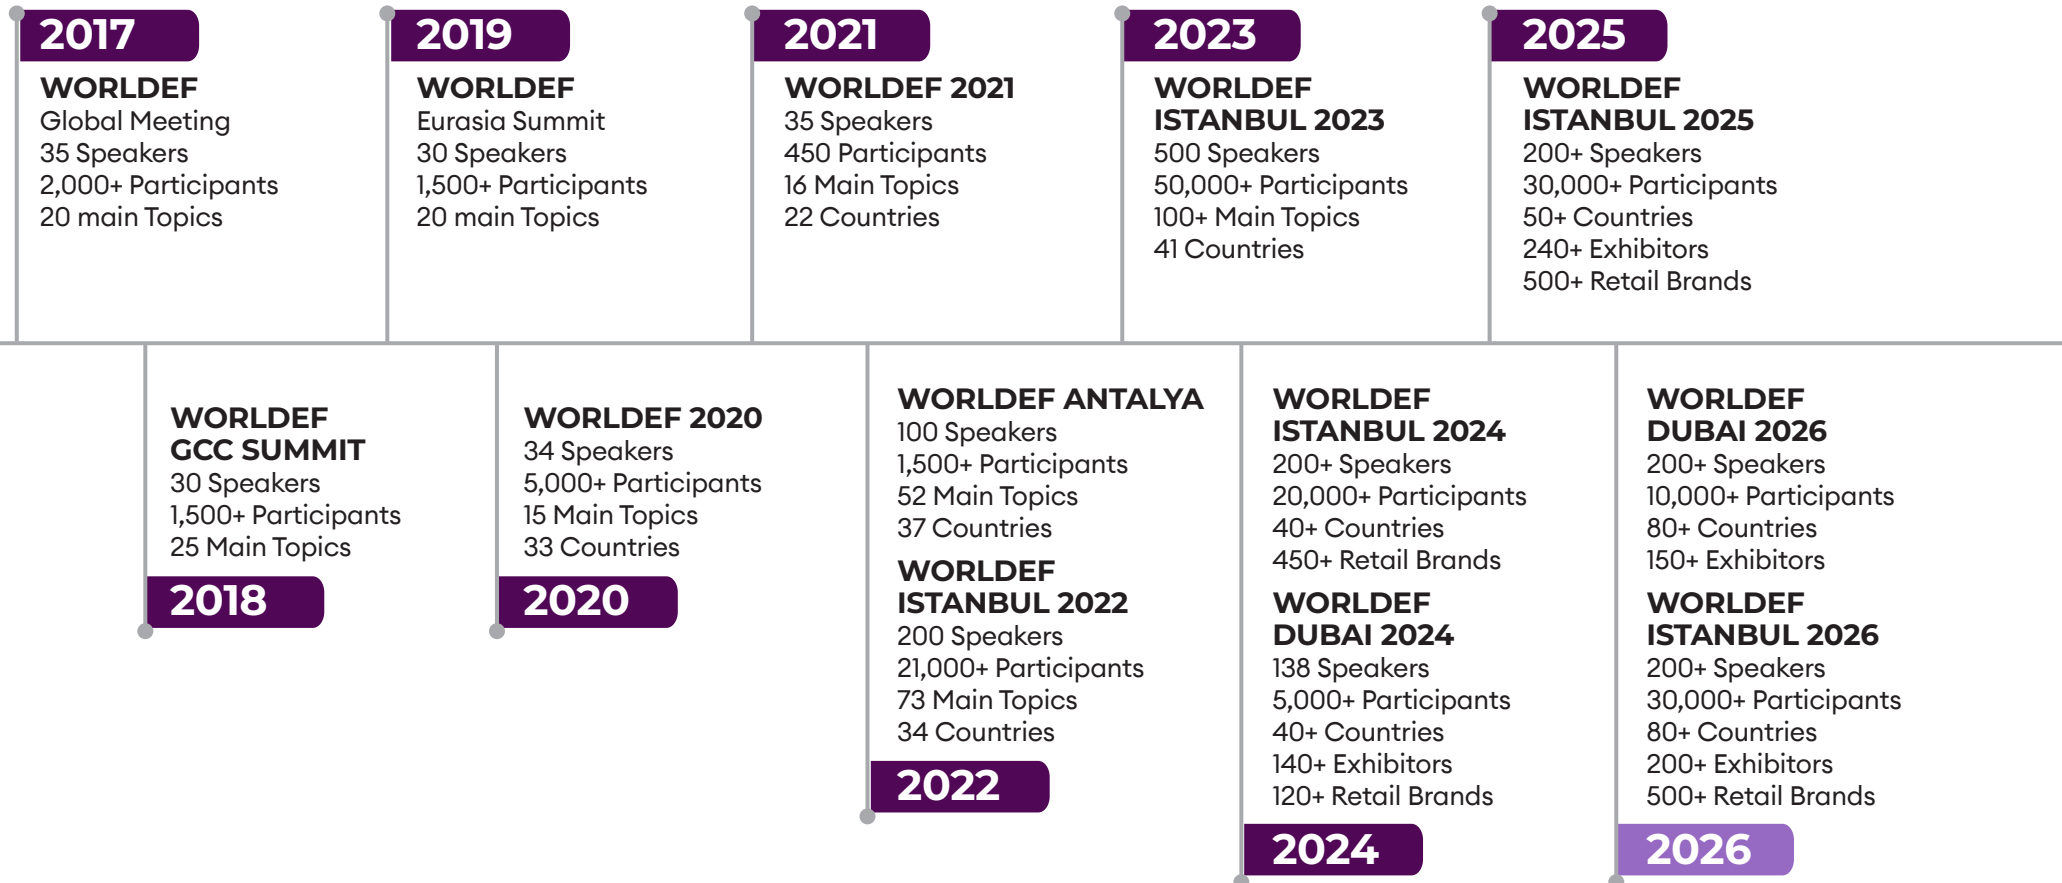 2017
WORLDEF
Global Meeting
35 Speakers
2,000+ Participants
20 main Topics
2019
WORLDEF
Eurasia Summit
30 Speakers
1,500+ Participants
20 main Topics
2021
WORLDEF 2021
35 Speakers
450 Participants
16 Main Topics
22 Countries
2023
WORLDEF
ISTANBUL 2023
500 Speakers
50,000+ Participants
100+ Main Topics
41 Countries
2025
WORLDEF
ISTANBUL 2025
200+ Speakers
30,000+ Participants
50+ Countries
240+ Exhibitors
500+ Retail Brands
WORLDEF
GCC SUMMIT
30 Speakers
1,500+ Participants
25 Main Topics
2018
WORLDEF 2020
34 Speakers
5,000+ Participants
15 Main Topics
33 Countries
2020
WORLDEF ANTALYA
100 Speakers
1,500+ Participants
52 Main Topics
37 Countries
WORLDEF
ISTANBUL 2022
200 Speakers
21,000+ Participants
73 Main Topics
34 Countries
2022
WORLDEF
ISTANBUL 2024
200+ Speakers
20,000+ Participants
40+ Countries
450+ Retail Brands
WORLDEF
DUBAI 2024
138 Speakers
5,000+ Participants
40+ Countries
140+ Exhibitors
120+ Retail Brands
2024
WORLDEF
DUBAI 2026
200+ Speakers
10,000+ Participants
80+ Countries
150+ Exhibitors
WORLDEF
ISTANBUL 2026
200+ Speakers
30,000+ Participants
80+ Countries
200+ Exhibitors
500+ Retail Brands
2026